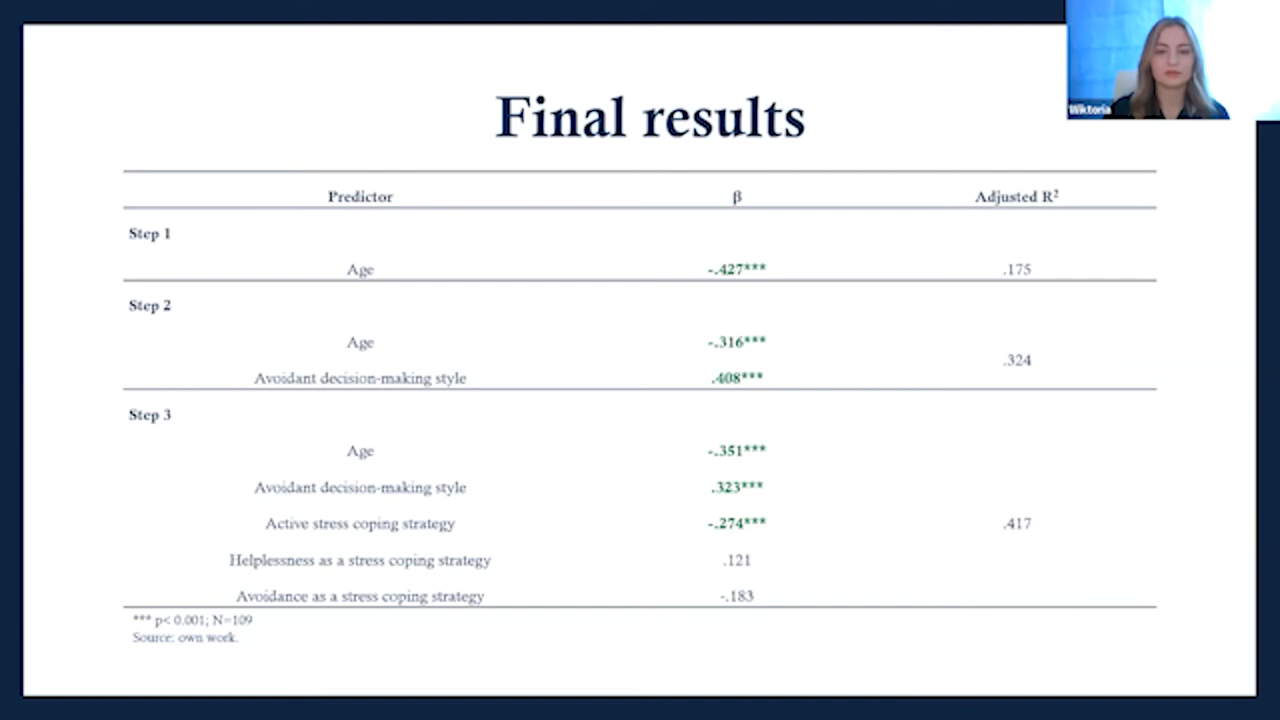 Wiktoria
Final results
Predictor β Adjusted R²
Step 1
Age -.427*** .175
Step 2
Age -.316***
.324
Avoidant decision-making style .408***
Step 3
Age -.351***
Avoidant decision-making style .323***
Active stress coping strategy -.274*** .417
Helplessness as a stress coping strategy .121
Avoidance as a stress coping strategy -.183
*** p< 0.001; N=109
Source: own work.